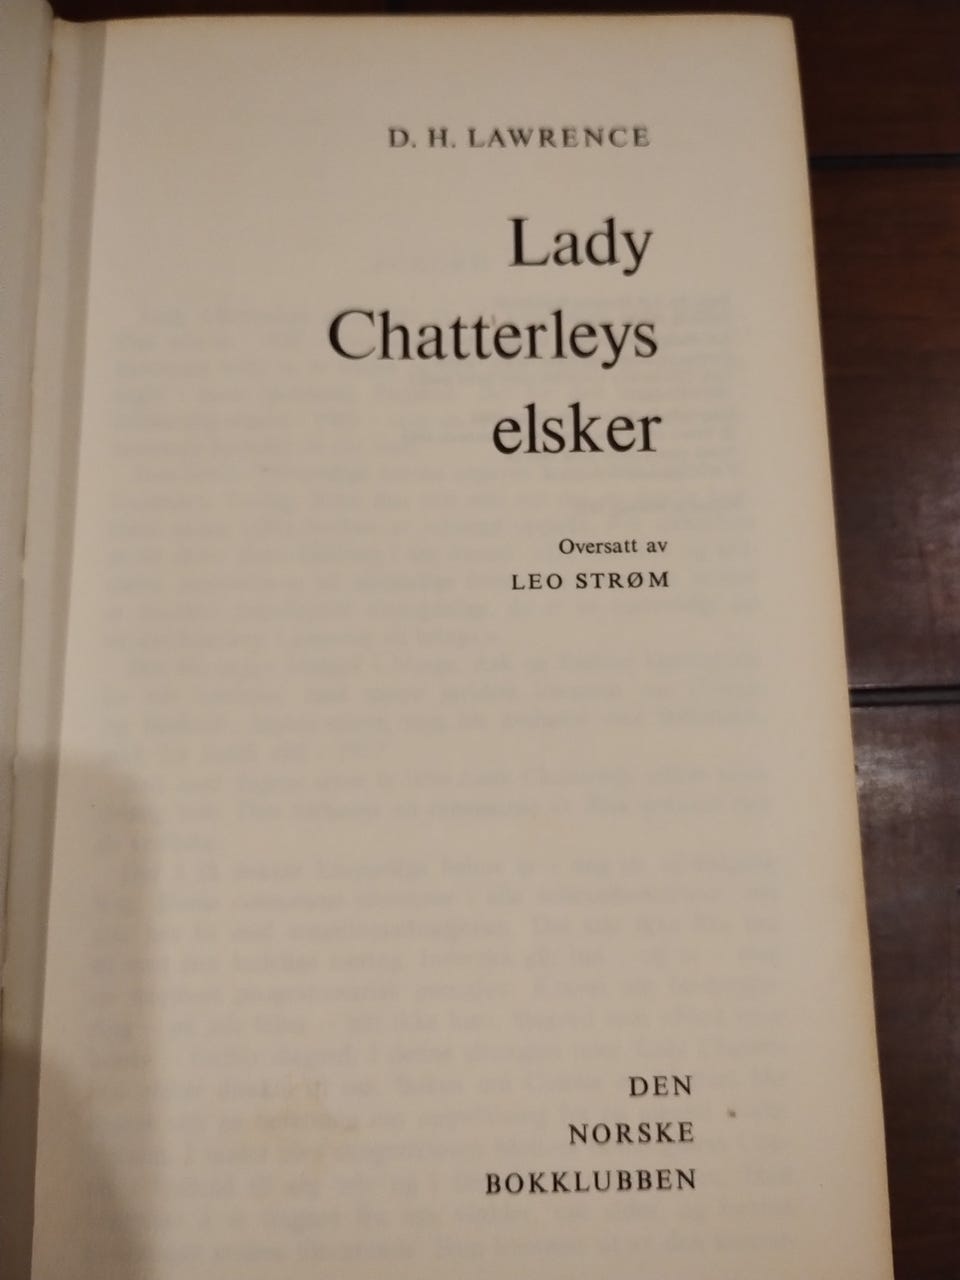 D. H. LAWRENCE
Lady
Chatterleys
elsker
Oversatt av
LEO STRØM
DEN
NORSKE
BOKKLUBBEN